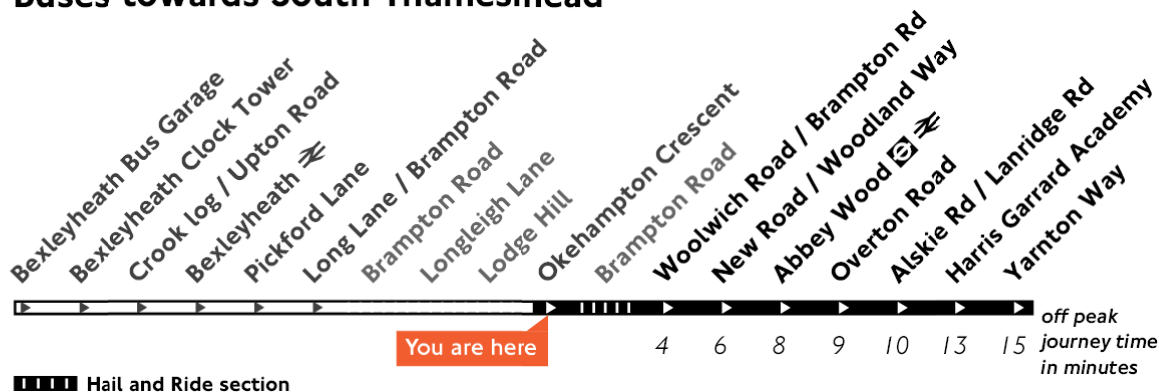 Buses towards South Thamesmead
Bexleyheath Bus Garage
Bexleyheath Clock Tower
Crook log / Upton Road
Bexleyheath
Pickford Lane
Long Lane / Brampton Road
Brampton Road
Longleigh Lane
Lodge Hill
Okehampton Crescent
Brampton Road
Woolwich Road / Brampton Rd
New Road / Woodland Way
Abbey Wood
Overton Road
Alskie Rd / Lanridge Rd
Harris Garrard Academy
Yarnton Way
You are here
4 6 8 9 10 13 15
off peak
journey time
in minutes
Hail and Ride section